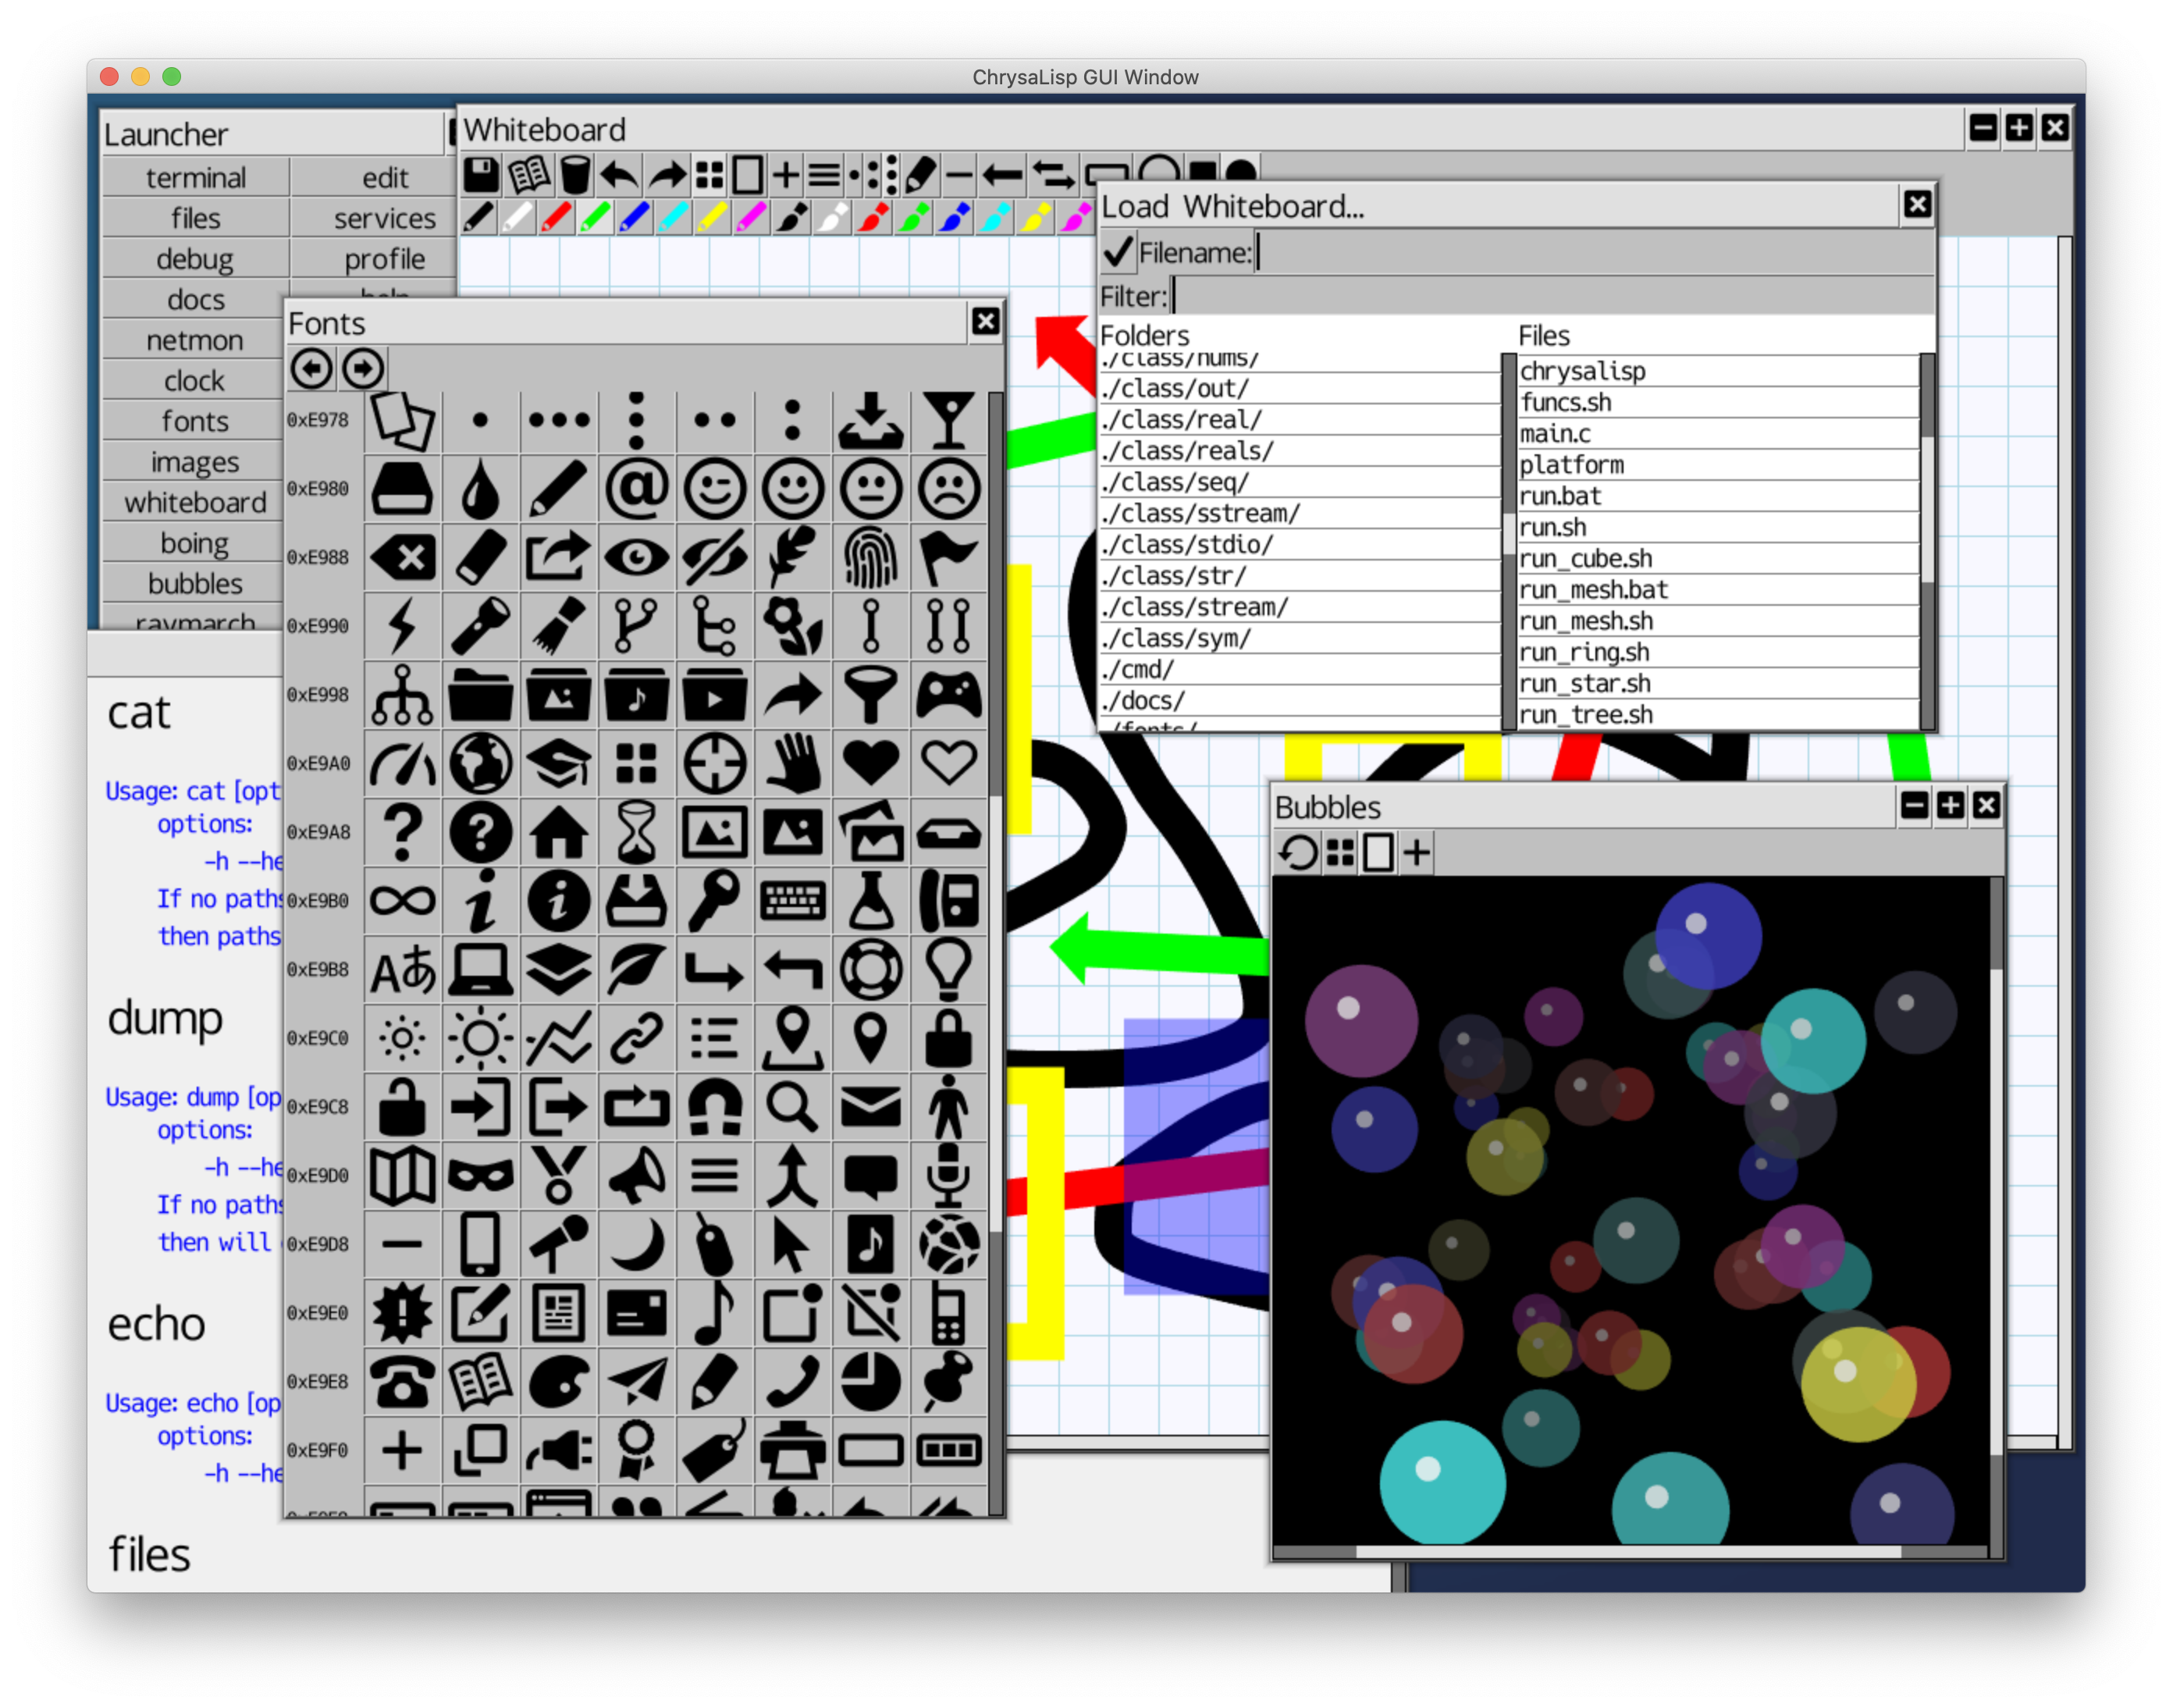 ChrysaLisp GUI Window
Launcher
terminal edit
files services
debug profile
docs help
netmon
clock
fonts
images
whiteboard
boing
bubbles
raymarch
Whiteboard
Load Whiteboard...
Filename:
Filter:
Folders
./class/nums/
./class/out/
./class/real/
./class/reals/
./class/seq/
./class/sstream/
./class/stdio/
./class/str/
./class/stream/
./class/sym/
./cmd/
./docs/
./fonts/
Files
chrysalisp
funcs.sh
main.c
platform
run.bat
run.sh
run_cube.sh
run_mesh.bat
run_mesh.sh
run_ring.sh
run_star.sh
run_tree.sh
Fonts
0xE978
0xE980
0xE988
0xE990
0xE998
0xE9A0
0xE9A8
0xE9B0
0xE9B8
0xE9C0
0xE9C8
0xE9D0
0xE9D8
0xE9E0
0xE9E8
0xE9F0
Bubbles
cat
Usage: cat [opt
options:
-h --he
If no paths
then paths
dump
Usage: dump [op
options:
-h --he
If no paths
then will
echo
Usage: echo [op
options:
-h --he
files